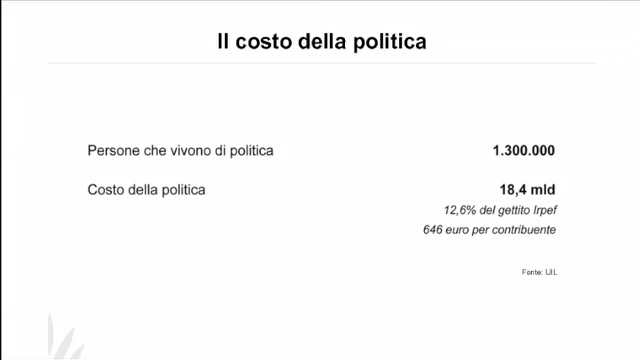 Il costo della politica
Persone che vivono di politica 1.300.000
Costo della politica 18,4 mld
12,6% del gettito Irpef
646 euro per contribuente
Fonte: UIL